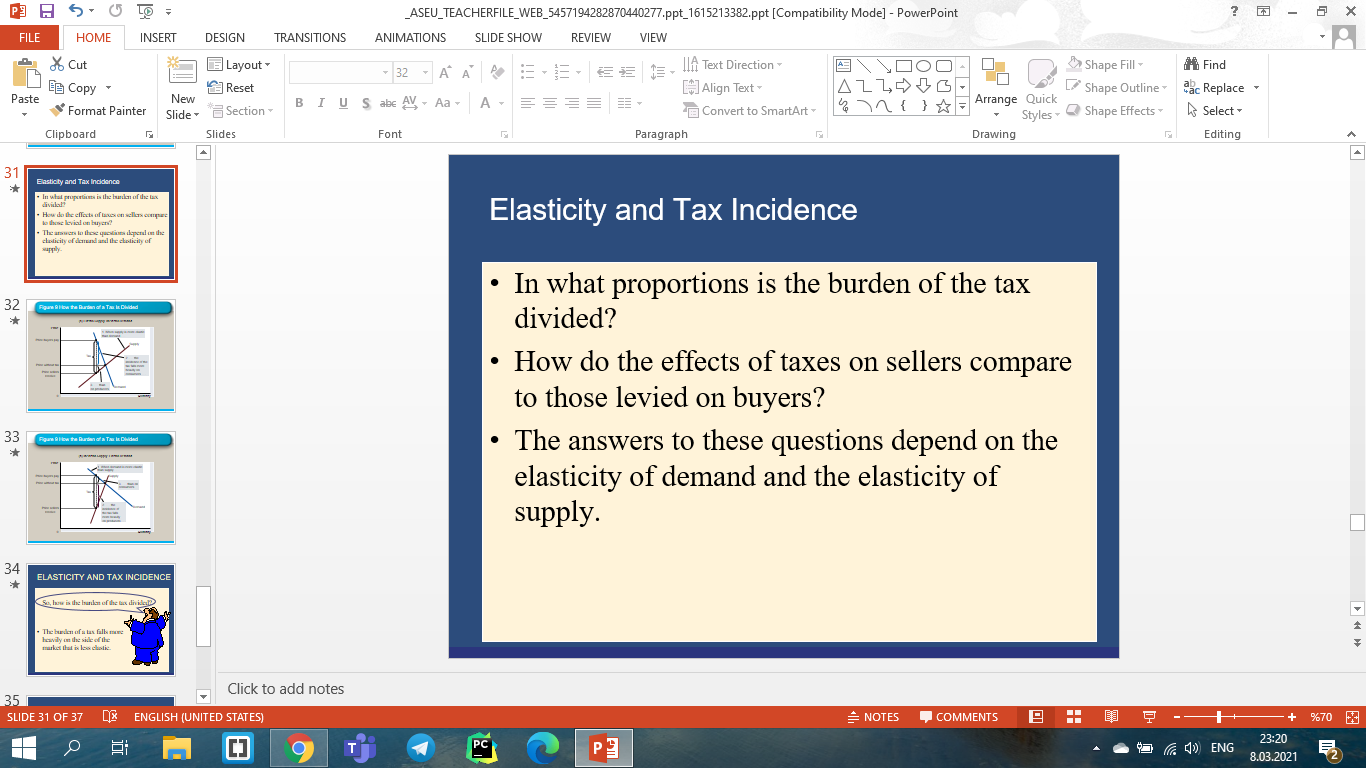 _ASEU_TEACHERFILE_WEB_5457194282870440277.ppt_1615213382.ppt [Compatibility Mode] - PowerPoint
FILE HOME INSERT DESIGN TRANSITIONS ANIMATIONS SLIDE SHOW REVIEW VIEW
Paste
Cut
Copy
Format Painter
Clipboard
New
Slide
Layout
Reset
Section
Slides
32
Font
Text Direction
Align Text
Convert to SmartArt
Paragraph
Arrange
Quick
Styles
Shape Fill
Shape Outline
Shape Effects
Drawing
Find
Replace
Select
Editing
31
Elasticity and Tax Incidence
• In what proportions is the burden of the tax
divided?
• How do the effects of taxes on sellers compare
to those levied on buyers?
• The answers to these questions depend on the
elasticity of demand and the elasticity of
supply.
32
Figure 9 How the Burden of a Tax is Divided
33
Figure 9 How the Burden of a Tax is Divided
34
ELASTICITY AND TAX INCIDENCE
So, how is the burden of the tax divided?
• The burden of a tax falls more
heavily on the side of the
market that is less elastic.
35
Elasticity and Tax Incidence
• In what proportions is the burden of the tax
divided?
• How do the effects of taxes on sellers compare
to those levied on buyers?
• The answers to these questions depend on the
elasticity of demand and the elasticity of
supply.
Click to add notes
SLIDE 31 OF 37 ENGLISH (UNITED STATES) NOTES COMMENTS %70
PC
ENG
23:20
8.03.2021
2